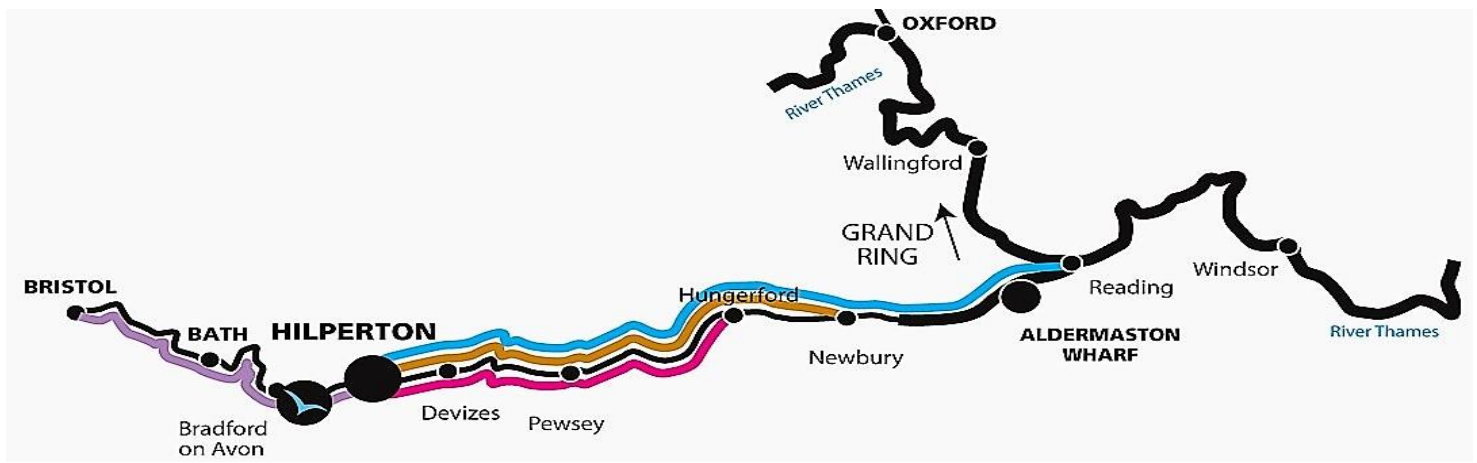 OXFORD
River Thames
Wallingford
GRAND
RING
Windsor
Reading
River Thames
BRISTOL
BATH
HILPERTON
Hungerford
ALDERMASTON
WHARF
Newbury
Devizes
Pewsey
Bradford
on Avon